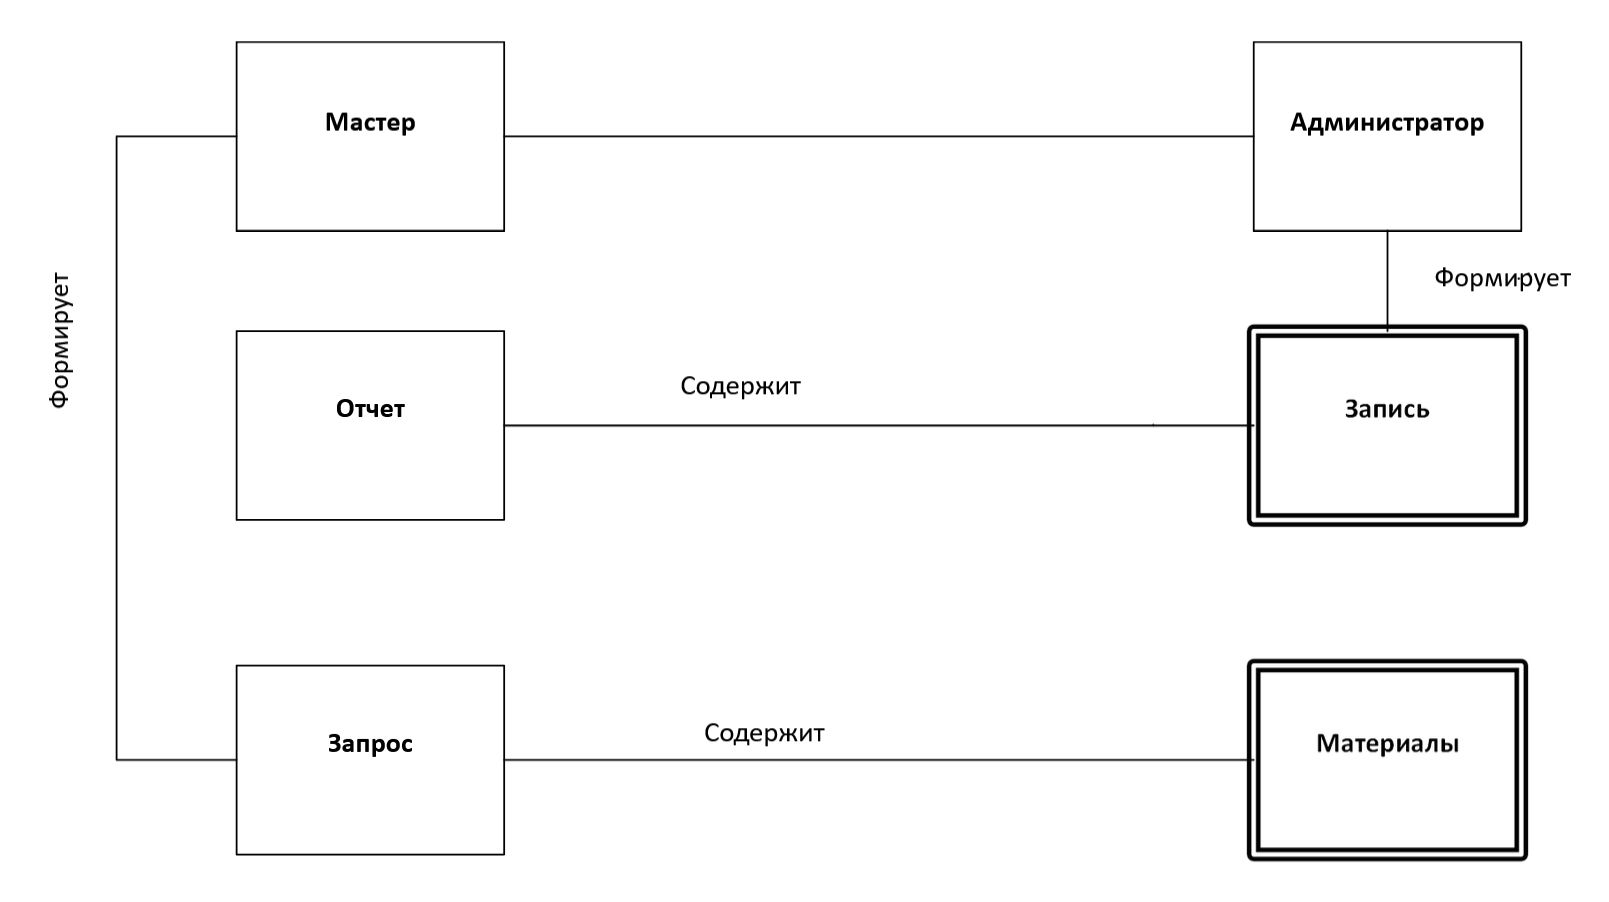 Мастер
Администратор
Формирует
Формирует
Содержит
Отчет
Запись
Содержит
Запрос
Материалы